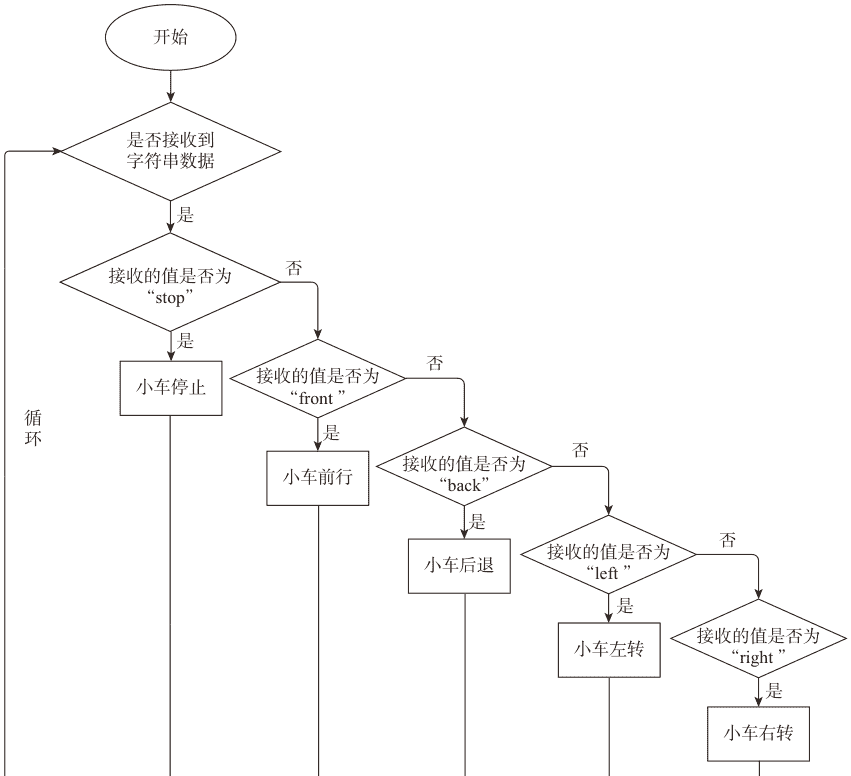 开始
是否接收到
字符串数据
是
接收的值是否为
“stop”
否
是
小车停止
接收的值是否为
“front ”
否
是
小车前行
接收的值是否为
“back”
否
是
小车后退
接收的值是否为
“left ”
否
是
小车左转
接收的值是否为
“right ”
是
小车右转
循
环